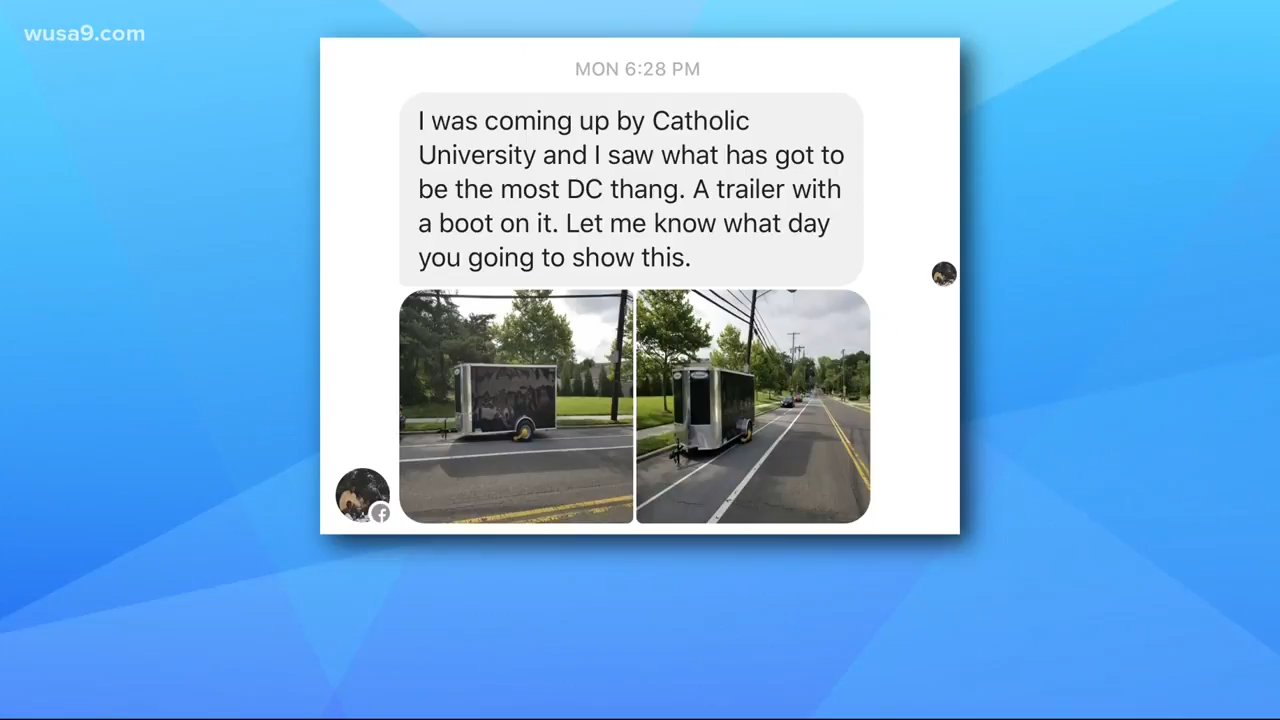 wusa9.com
MON 6:28 PM
I was coming up by Catholic
University and I saw what has got to
be the most DC thang. A trailer with
a boot on it. Let me know what day
you going to show this.